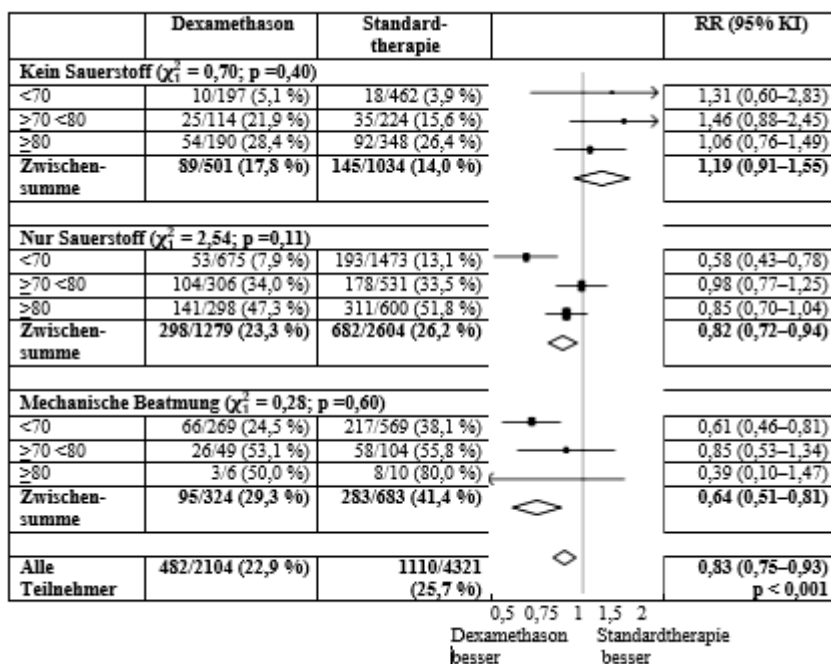 Dexamethason Standard- RR (95% KI)
therapie
Kein Sauerstoff (χ²₁ = 0,70; p =0,40)
<70 10/197 (5,1 %) 18/462 (3,9 %) 1,31 (0,60–2,83)
≥70 <80 25/114 (21,9 %) 35/224 (15,6 %) 1,46 (0,88–2,45)
≥80 54/190 (28,4 %) 92/348 (26,4 %) 1,06 (0,76–1,49)
Zwischen- 89/501 (17,8 %) 145/1034 (14,0 %) 1,19 (0,91–1,55)
summe
Nur Sauerstoff (χ²₁ = 2,54; p =0,11)
<70 53/675 (7,9 %) 193/1473 (13,1 %) 0,58 (0,43–0,78)
≥70 <80 104/306 (34,0 %) 178/531 (33,5 %) 0,98 (0,77–1,25)
≥80 141/298 (47,3 %) 311/600 (51,8 %) 0,85 (0,70–1,04)
Zwischen- 298/1279 (23,3 %) 682/2604 (26,2 %) 0,82 (0,72–0,94)
summe
Mechanische Beatmung (χ²₁ = 0,28; p =0,60)
<70 66/269 (24,5 %) 217/569 (38,1 %) 0,61 (0,46–0,81)
≥70 <80 26/49 (53,1 %) 58/104 (55,8 %) 0,85 (0,53–1,34)
≥80 3/6 (50,0 %) 8/10 (80,0 %) 0,39 (0,10–1,47)
Zwischen- 95/324 (29,3 %) 283/683 (41,4 %) 0,64 (0,51–0,81)
summe
Alle 482/2104 (22,9 %) 1110/4321 0,83 (0,75–0,93)
Teilnehmer (25,7 %) p < 0,001
0,5 0,75 1 1,5 2
Dexamethason Standardtherapie
besser besser